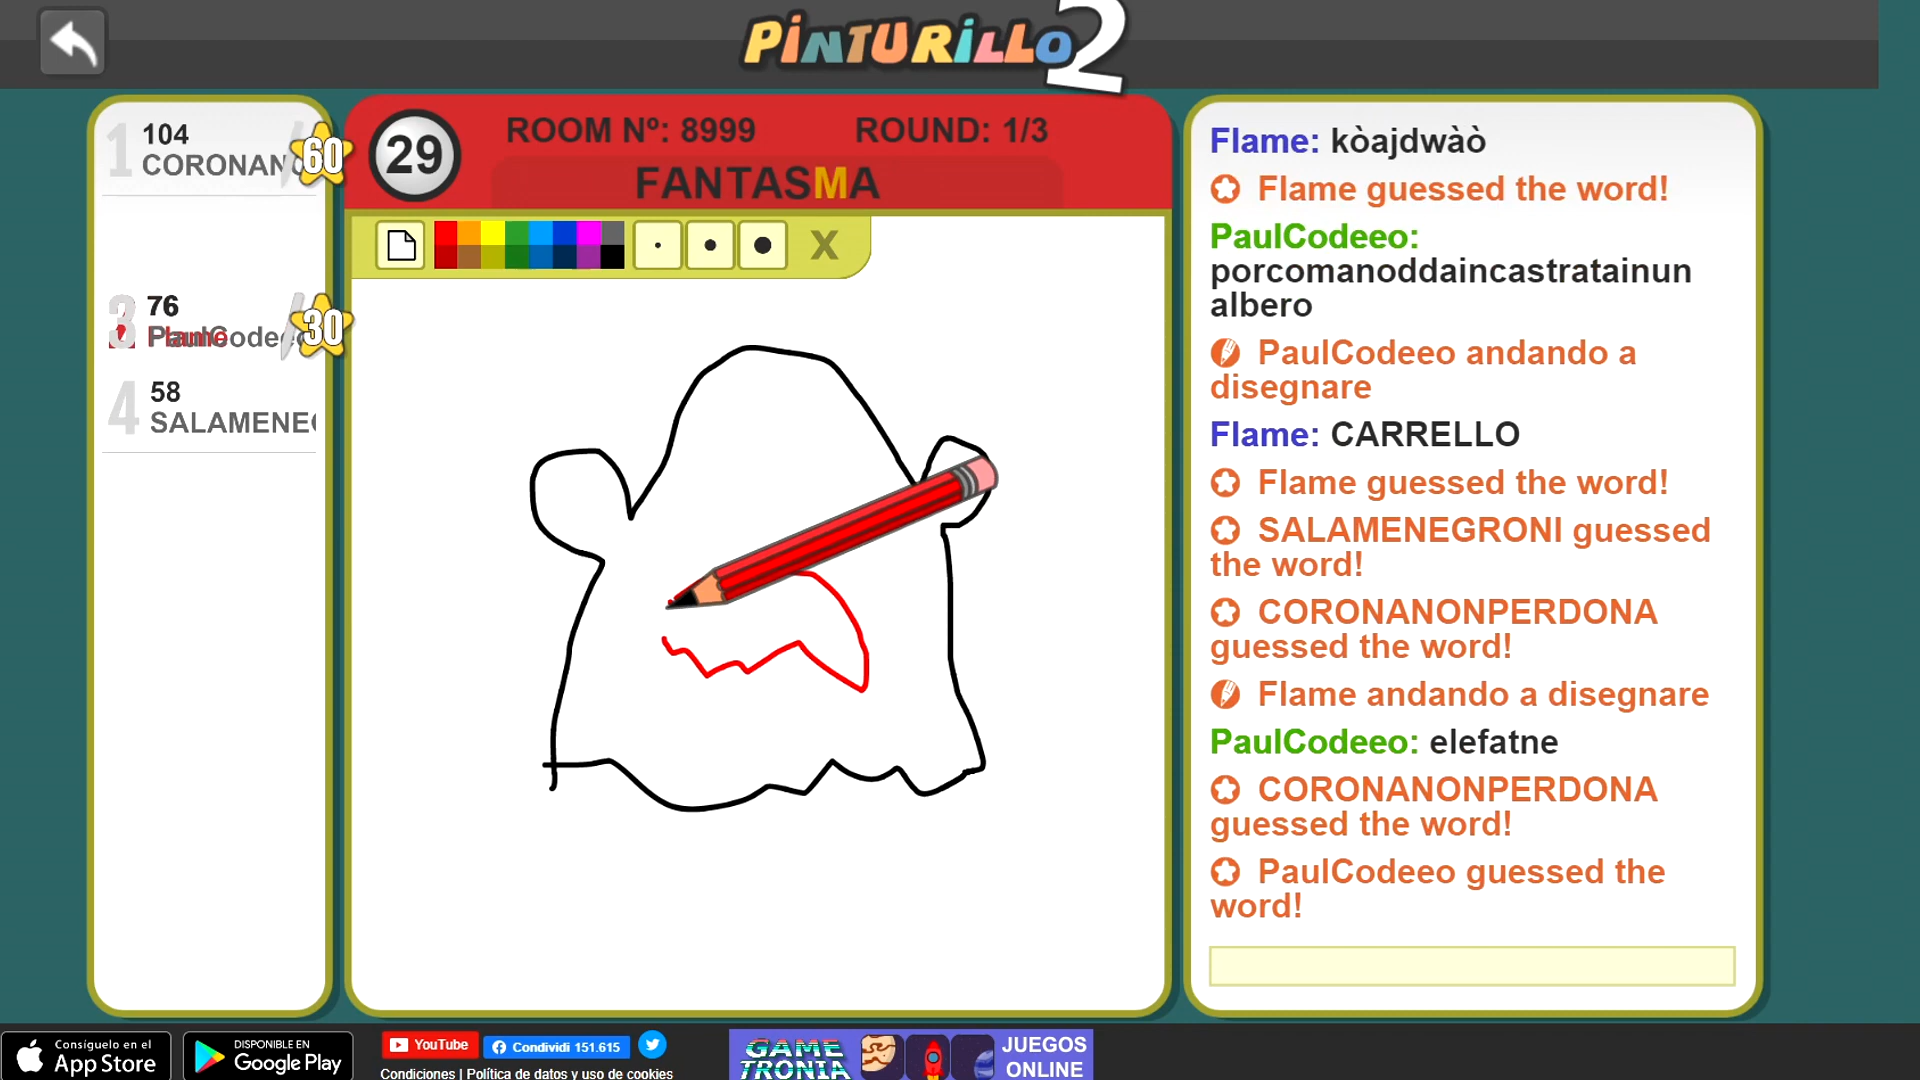 PINTURILLO 2
1 104
CORONAN
60
3 76
30
4 58
SALAMENE
29
ROOM Nº: 8999
ROUND: 1/3
FANTASMA
X
Flame: kòajdwàò
Flame guessed the word!
PaulCodeeo:
porcomanoddaincastratainun
albero
PaulCodeeo andando a
disegnare
Flame: CARRELLO
Flame guessed the word!
SALAMENEGRONI guessed
the word!
CORONANONPERDONA
guessed the word!
Flame andando a disegnare
PaulCodeeo: elefatne
CORONANONPERDONA
guessed the word!
PaulCodeeo guessed the
word!
Consíguelo en el
App Store
DISPONIBLE EN
Google Play
YouTube
Condividi 151.615
Condiciones | Política de datos y uso de cookies
GAME
TRONIA
JUEGOS
ONLINE